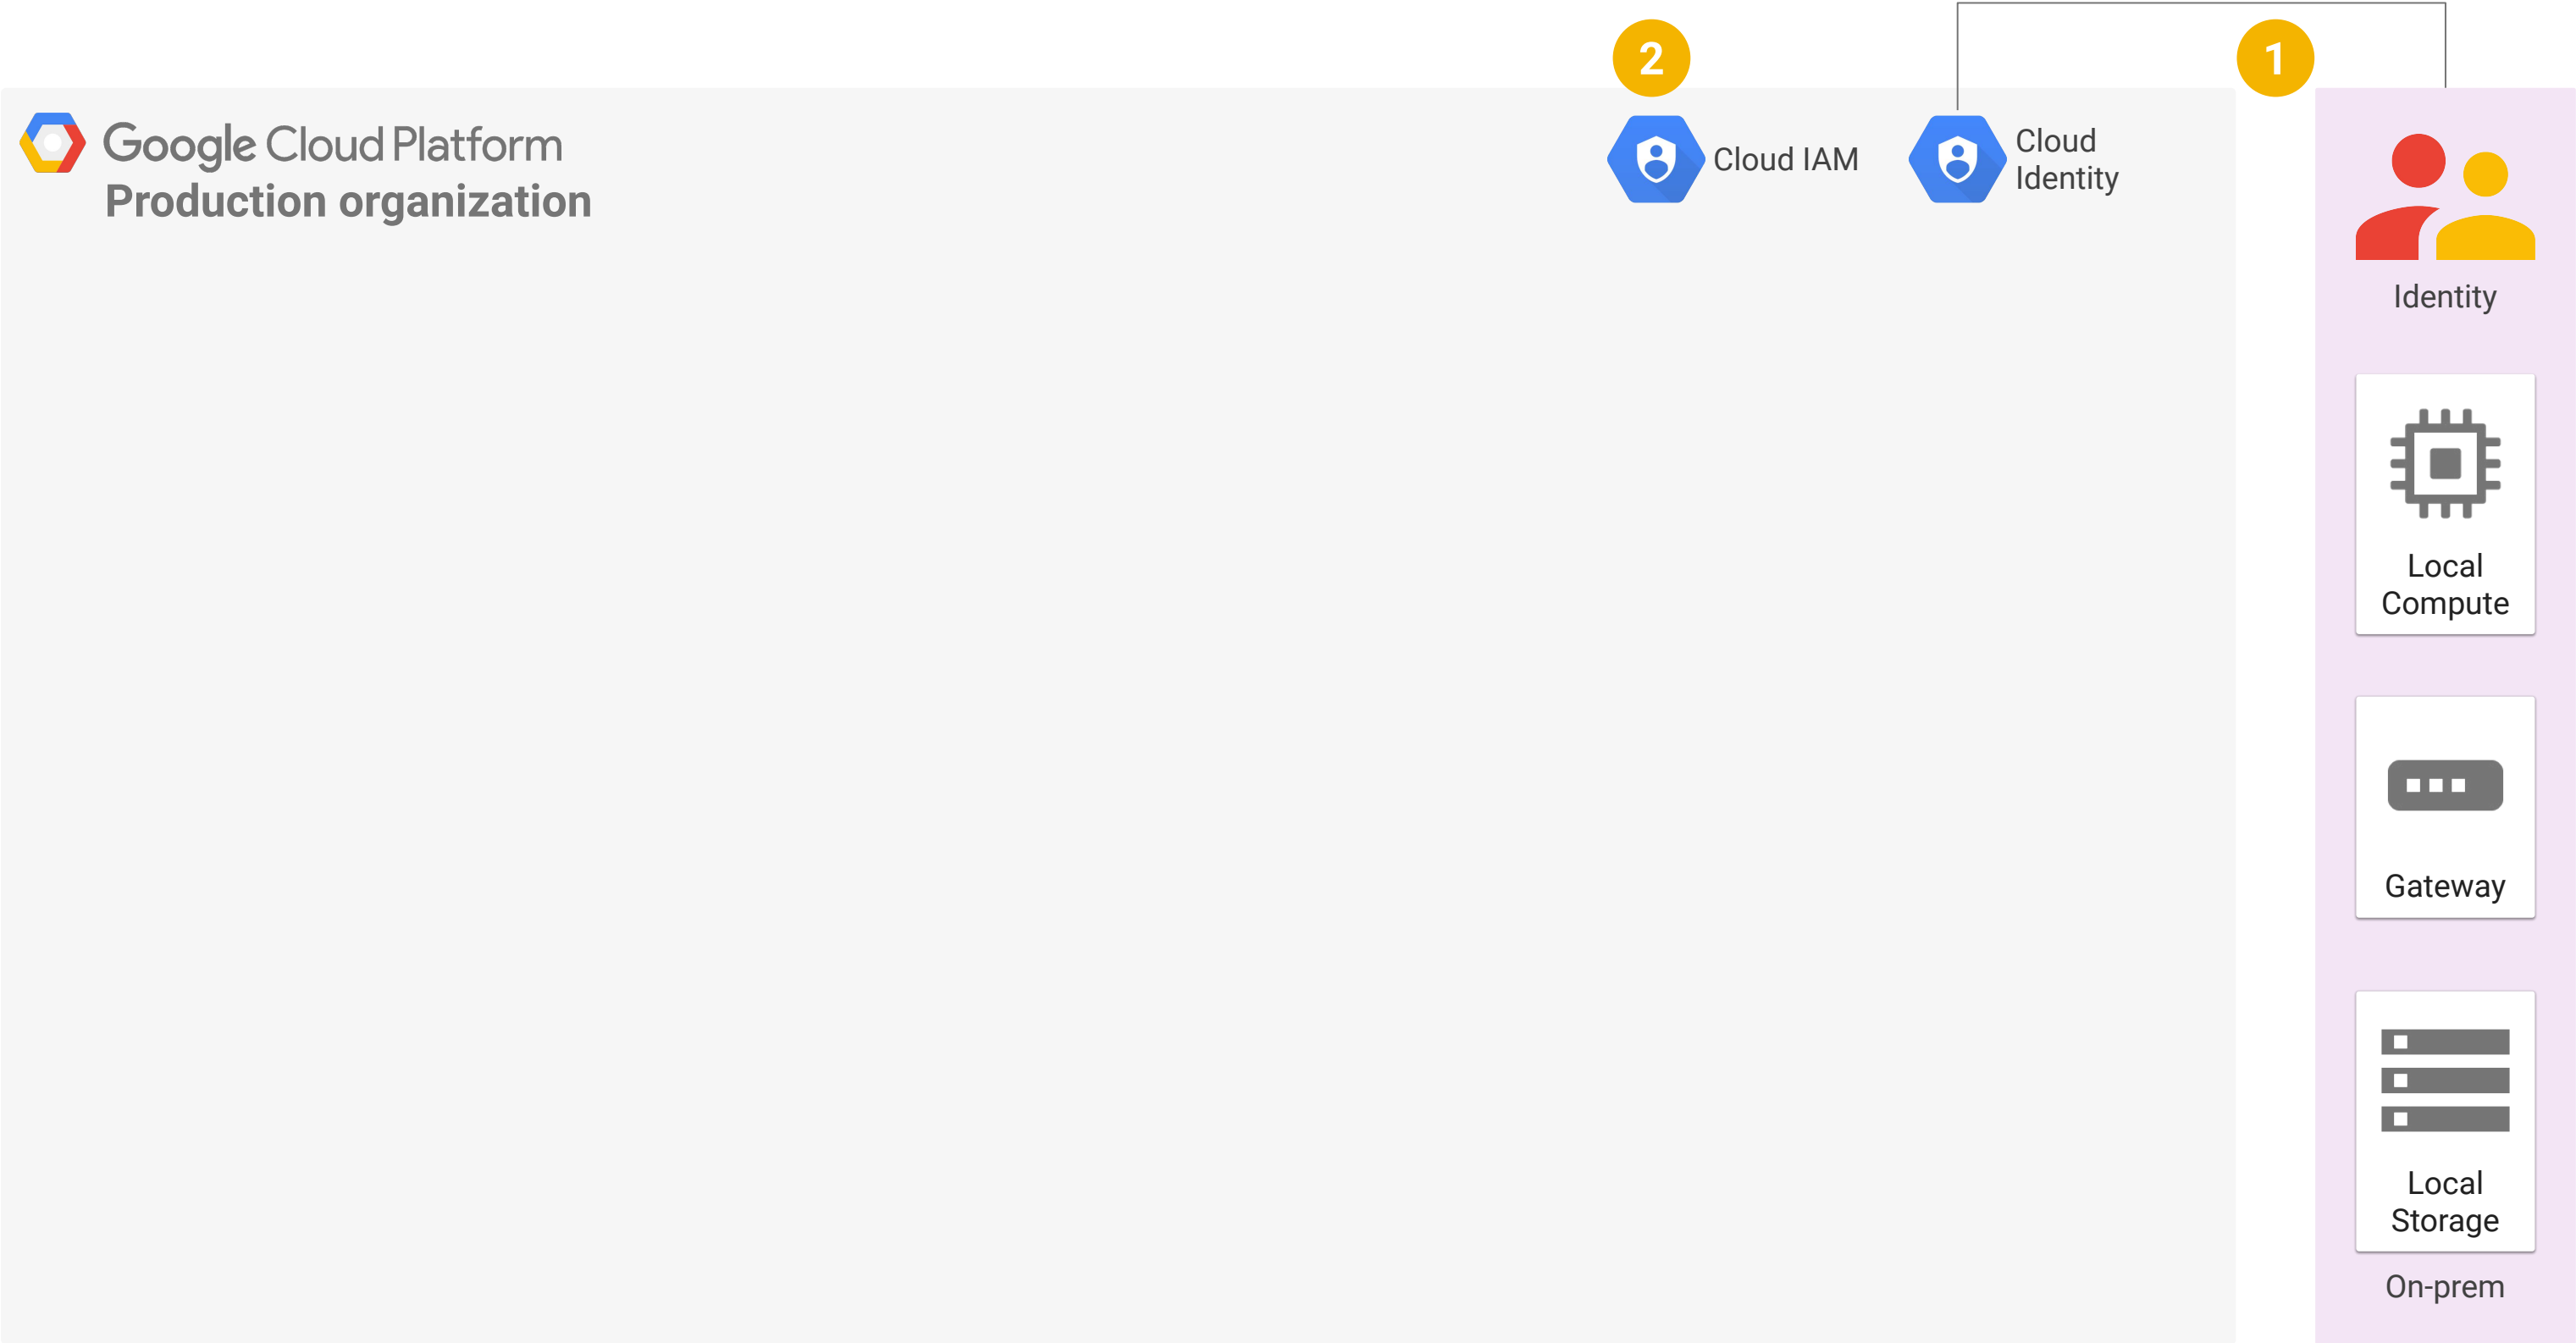 2
1
Google Cloud Platform
Production organization
Cloud IAM
Cloud
Identity
Identity
Local
Compute
Gateway
Local
Storage
On-prem